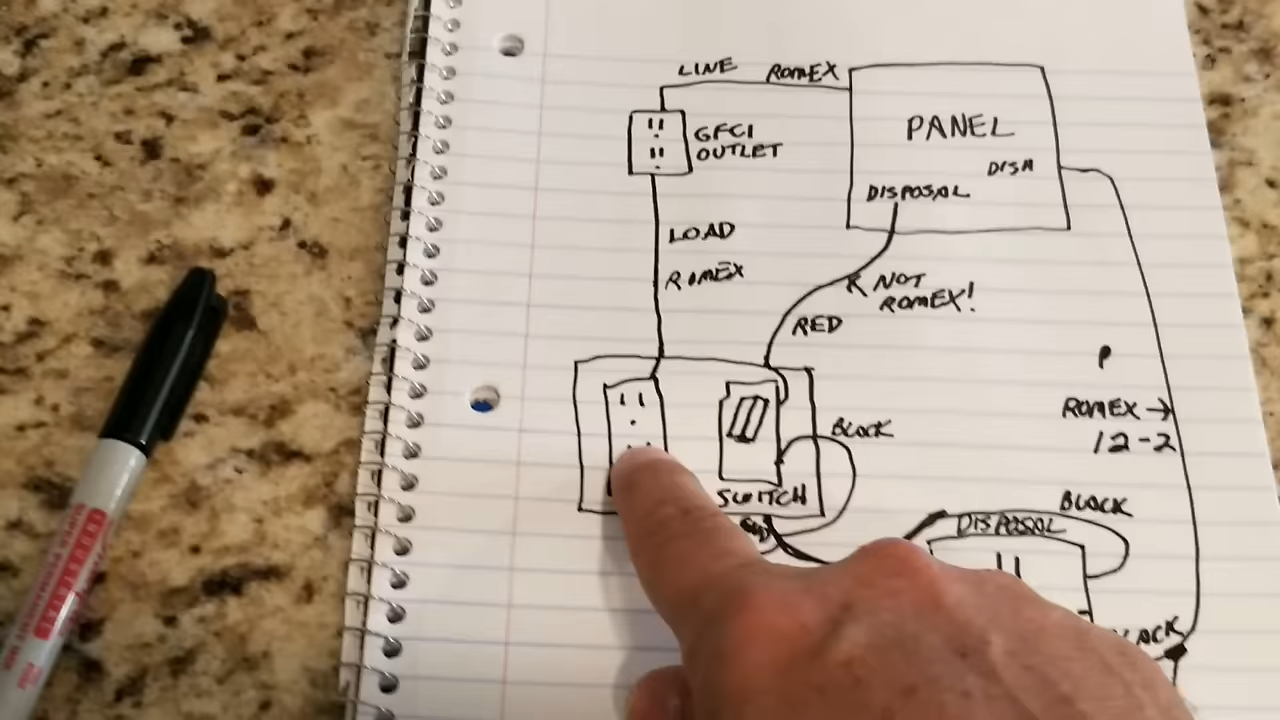 LINE ROMEX
PANEL
GFCI
OUTLET
DISH
DISPOSAL
LOAD
NOT
ROMEX!
ROMEX
RED
P
ROMEX →
12-2
BLACK
SWITCH
BLACK
DISPOSAL
INDUSTRIAL